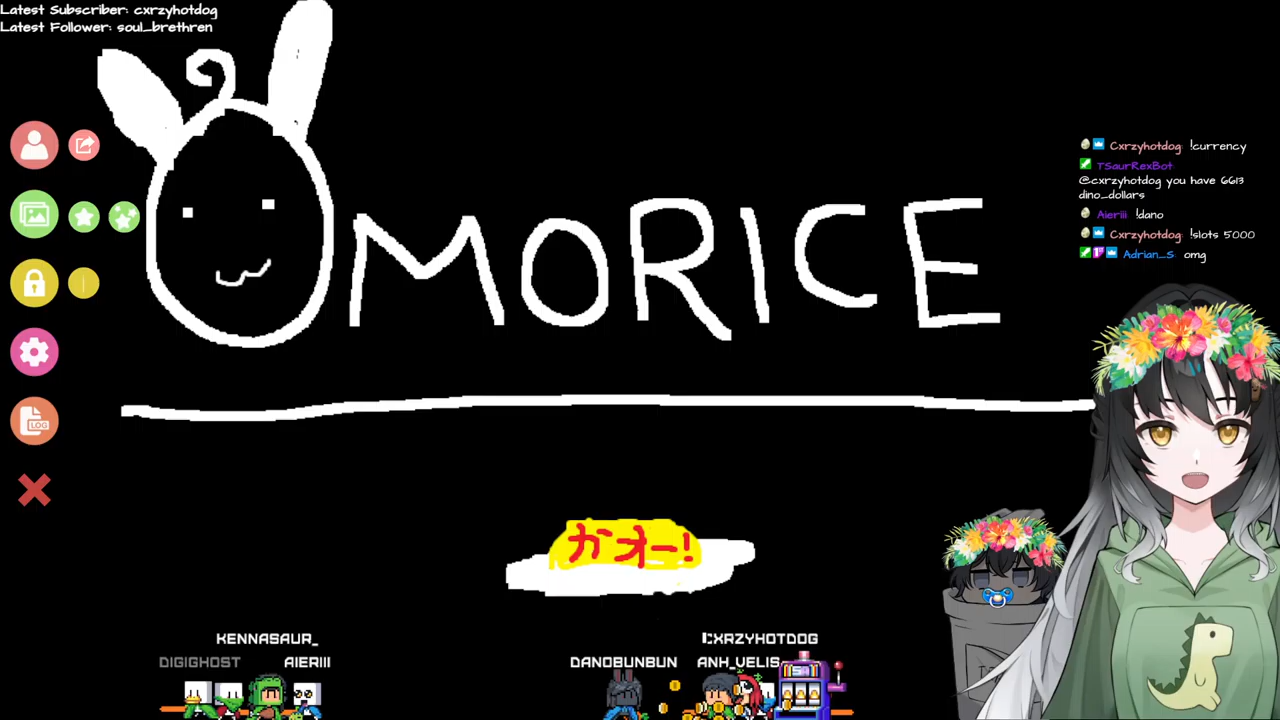 Latest Subscriber: cxrzyhotdog
Latest Follower: soul_brethren
OMORICE
Cxrzyhotdog: !currency
TSaurRexBot
@cxrzyhotdog you have 6613
dino_dollars
Aieriii !dano
Cxrzyhotdog: !slots 5000
Adrian_S omg
LOG
かオー!
KENNASAUR_
DIGIGHOST
AIERIII
DANOBUNBUN
CXRZYHOTDOG
ANH_VELIS